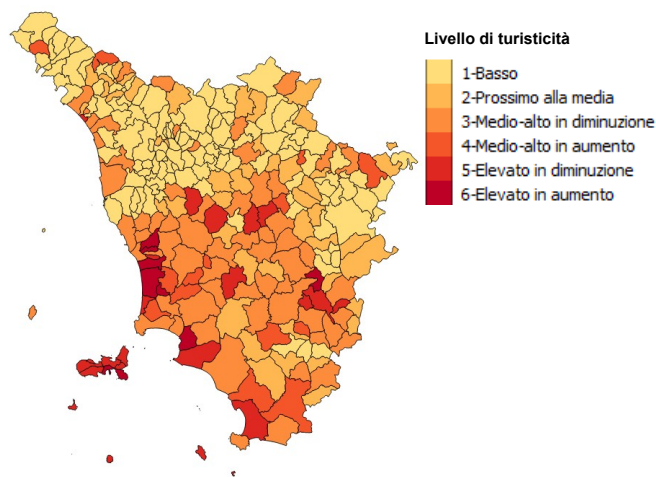 Livello di turisticità
1-Basso
2-Prossimo alla media
3-Medio-alto in diminuzione
4-Medio-alto in aumento
5-Elevato in diminuzione
6-Elevato in aumento